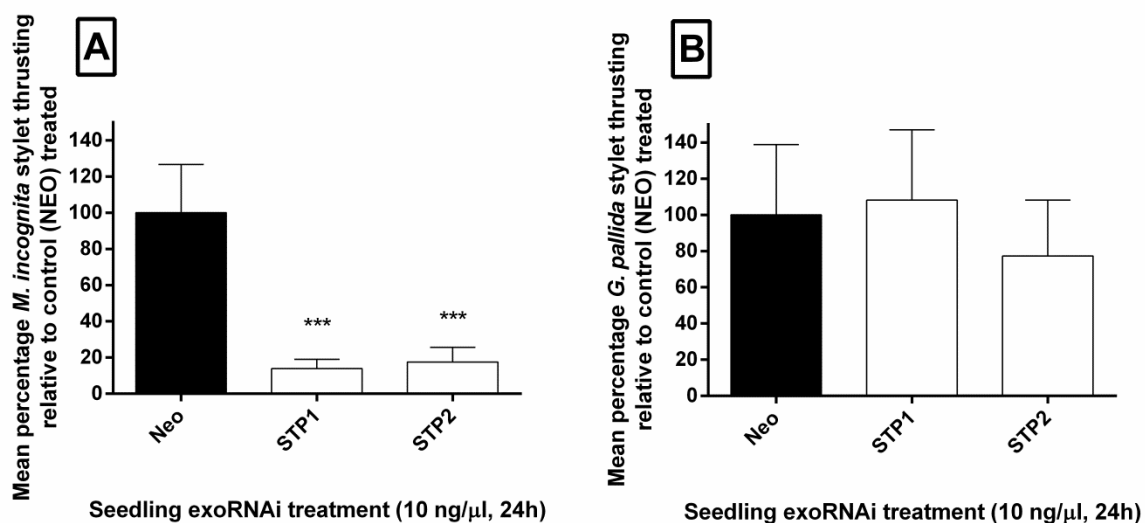 A
Mean percentage M. incognita stylet thrusting
relative to control (NEO) treated
140
120
100
80
60
40
20
0
***
***
Neo
STP1
STP2
Seedling exoRNAi treatment (10 ng/μl, 24h)
B
Mean percentage G. pallida stylet thrusting
relative to control (NEO) treated
140
120
100
80
60
40
20
0
Neo
STP1
STP2
Seedling exoRNAi treatment (10 ng/μl, 24h)